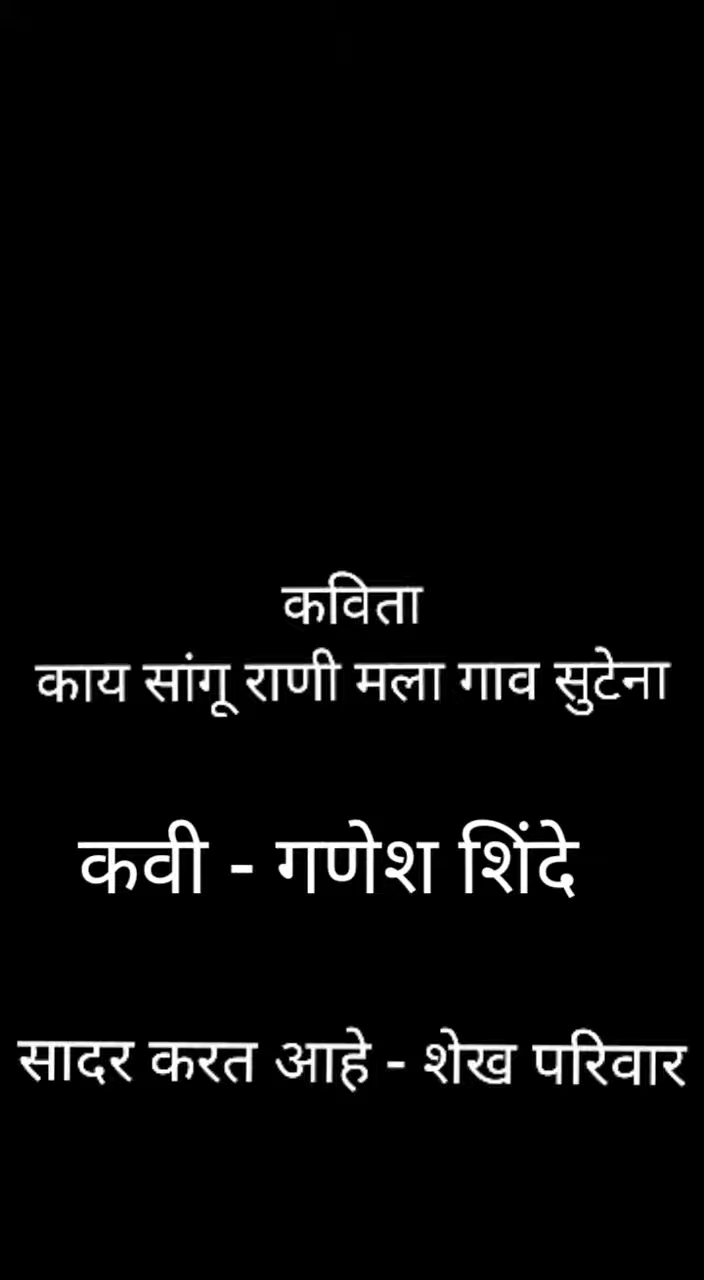 कविता
काय सांगू राणी मला गाव सुटेना
कवी - गणेश शिंदे
सादर करत आहे - शेख परिवार